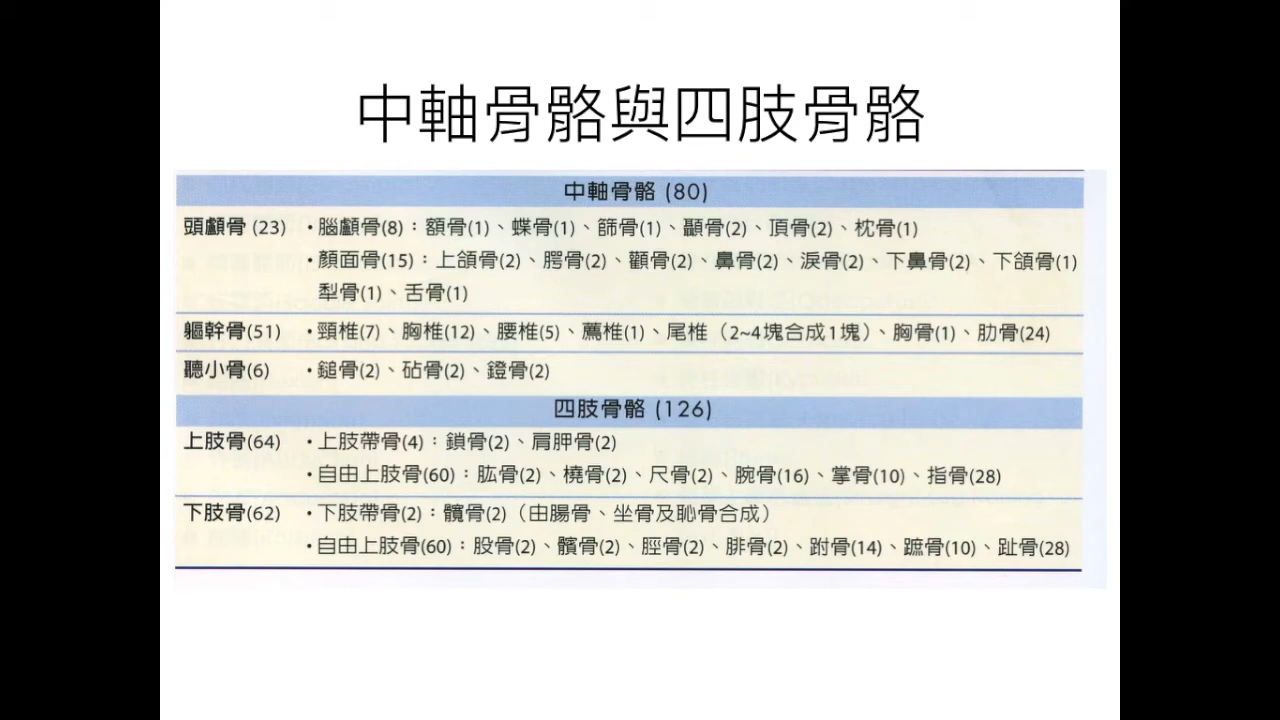 中軸骨骼與四肢骨骼
中軸骨骼 (80)
頭顱骨 (23) •腦顱骨(8)：額骨(1)、蝶骨(1)、篩骨(1)、顳骨(2)、頂骨(2)、枕骨(1)
•顏面骨(15)：上頜骨(2)、腭骨(2)、顴骨(2)、鼻骨(2)、淚骨(2)、下鼻骨(2)、下頜骨(1)
犁骨(1)、舌骨(1)
軀幹骨(51) •頸椎(7)、胸椎(12)、腰椎(5)、薦椎(1)、尾椎（2~4塊合成1塊）、胸骨(1)、肋骨(24)
聽小骨(6) •鎚骨(2)、砧骨(2)、鐙骨(2)
四肢骨骼 (126)
上肢骨(64) •上肢帶骨(4)：鎖骨(2)、肩胛骨(2)
•自由上肢骨(60)：肱骨(2)、橈骨(2)、尺骨(2)、腕骨(16)、掌骨(10)、指骨(28)
下肢骨(62) •下肢帶骨(2)：髖骨(2)（由腸骨、坐骨及恥骨合成）
•自由上肢骨(60)：股骨(2)、髕骨(2)、脛骨(2)、腓骨(2)、跗骨(14)、蹠骨(10)、趾骨(28)